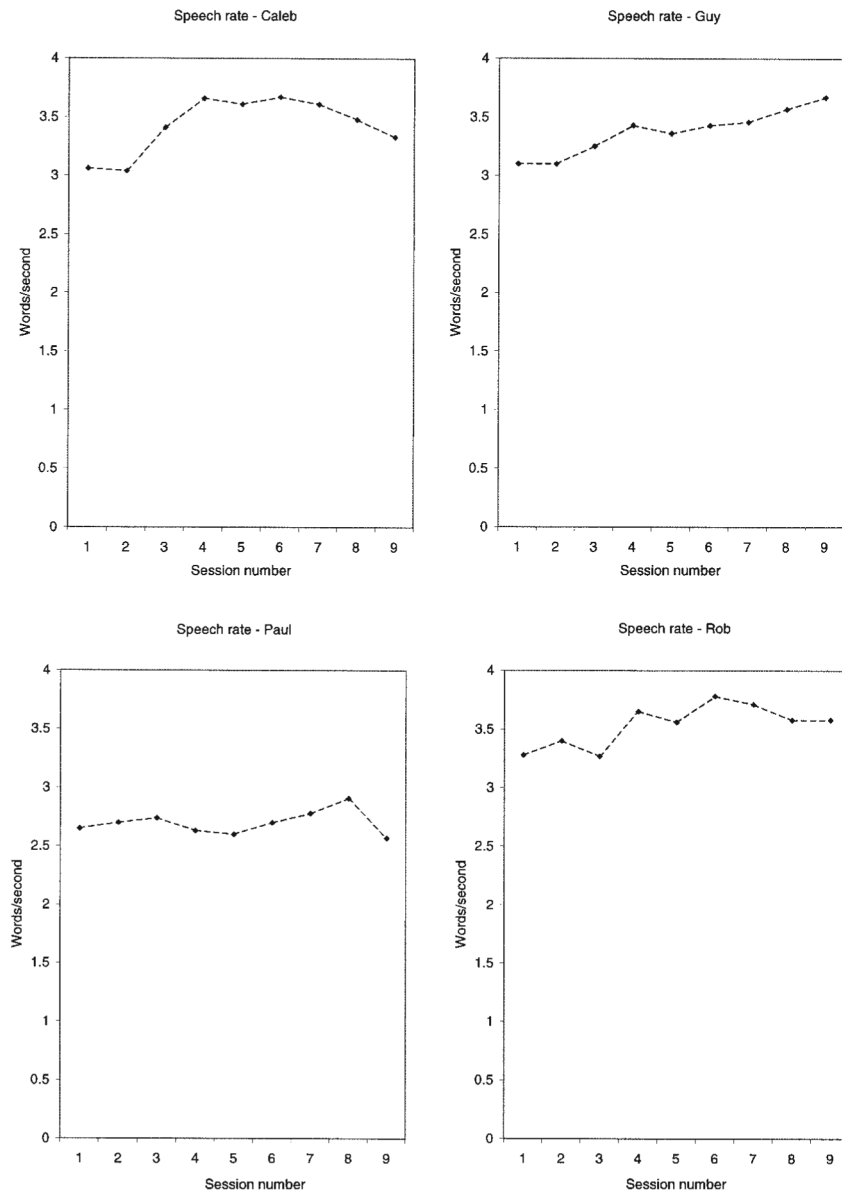 Speech rate - Caleb
4
3.5
3
2.5
2
1.5
1
0.5
0
Words/second
1 2 3 4 5 6 7 8 9
Session number
Speech rate - Guy
4
3.5
3
2.5
2
1.5
1
0.5
0
Words/second
1 2 3 4 5 6 7 8 9
Session number
Speech rate - Paul
4
3.5
3
2.5
2
1.5
1
0.5
0
Words/second
1 2 3 4 5 6 7 8 9
Session number
Speech rate - Rob
4
3.5
3
2.5
2
1.5
1
0.5
0
Words/second
1 2 3 4 5 6 7 8 9
Session number